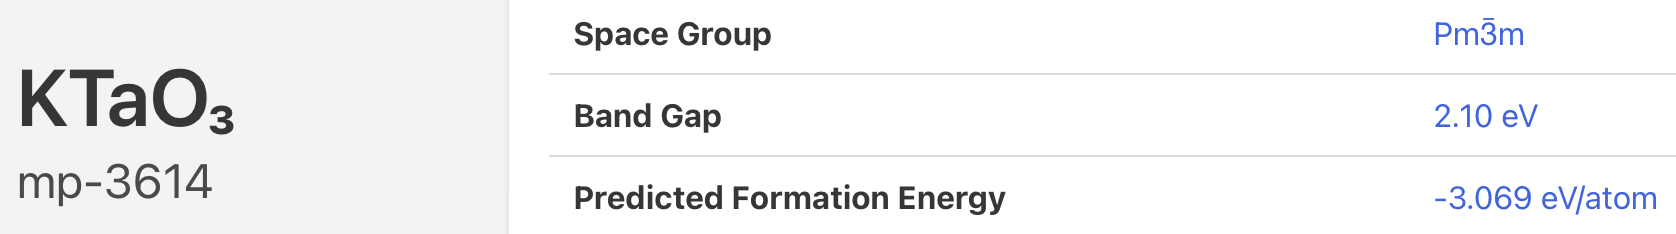 KTaO₃
mp-3614
Space Group Pm3̄m
Band Gap 2.10 eV
Predicted Formation Energy -3.069 eV/atom